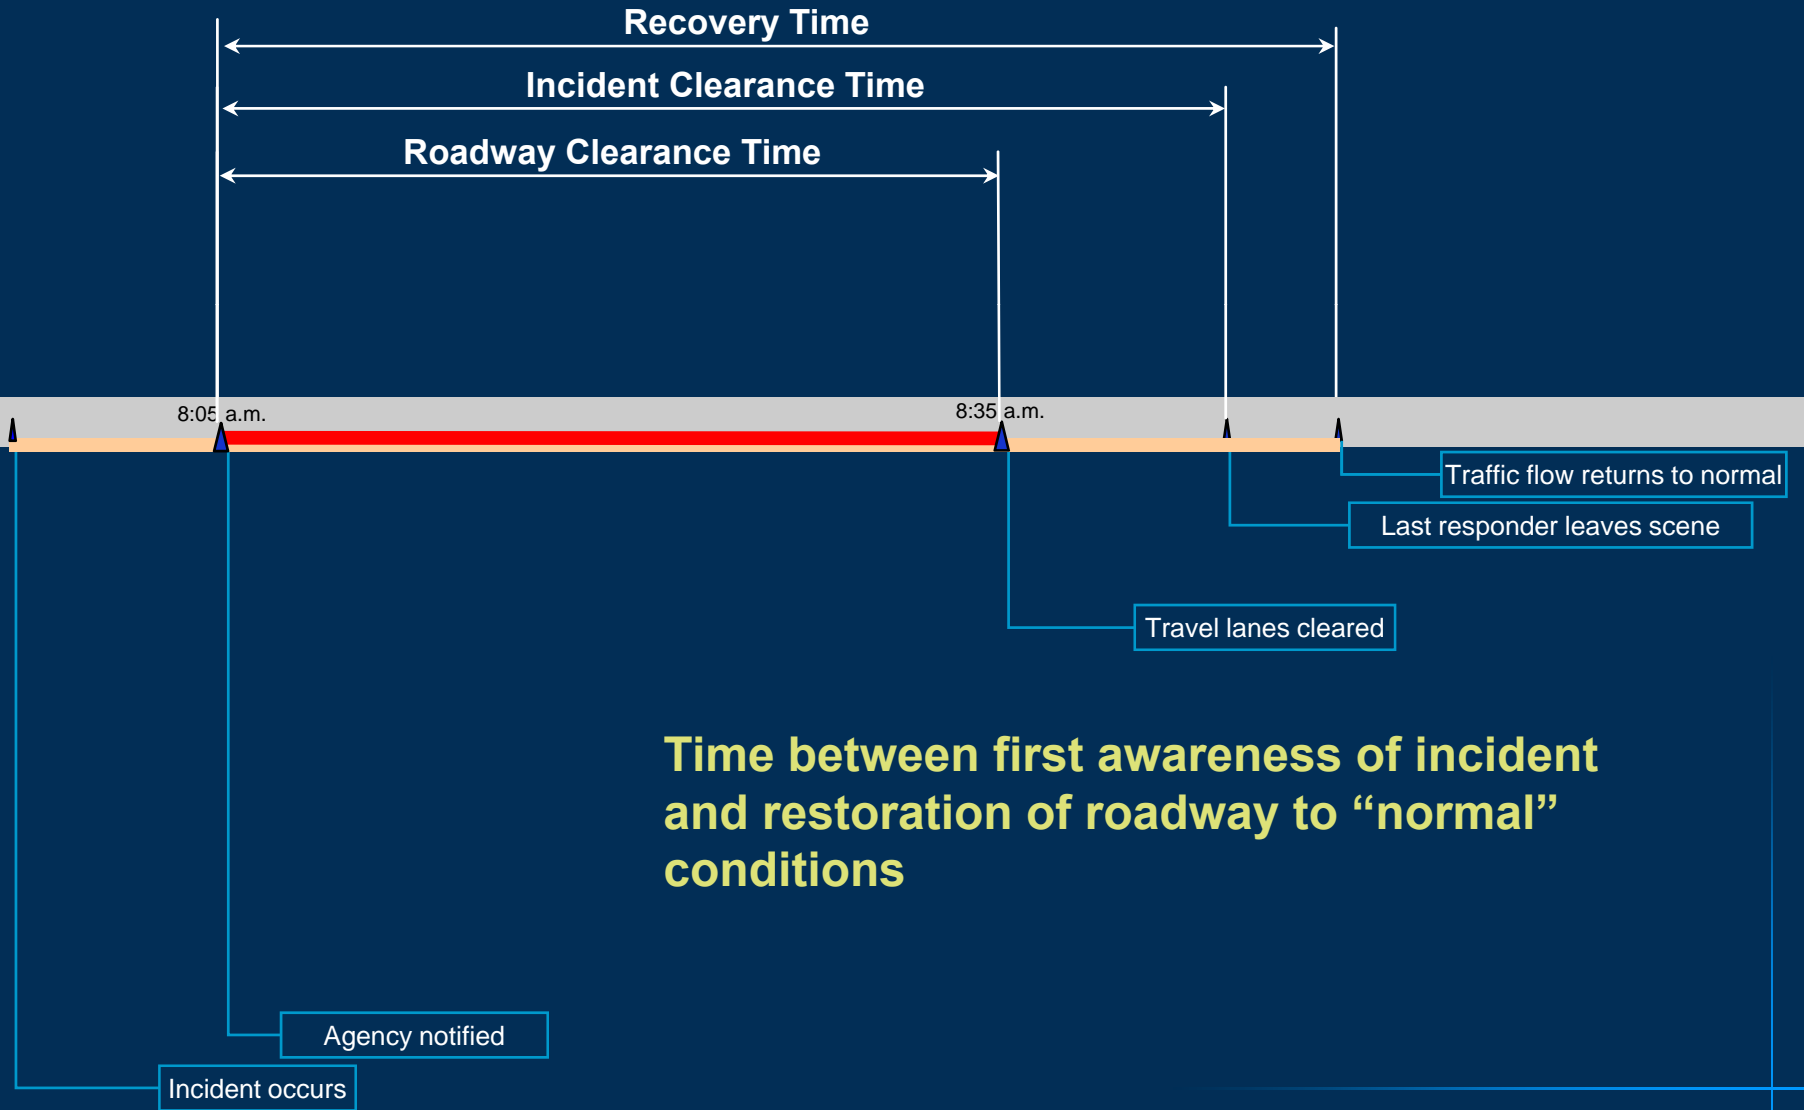 Recovery Time
Incident Clearance Time
Roadway Clearance Time
8:05 a.m.
8:35 a.m.
Traffic flow returns to normal
Last responder leaves scene
Travel lanes cleared
Time between first awareness of incident
and restoration of roadway to “normal”
conditions
Agency notified
Incident occurs